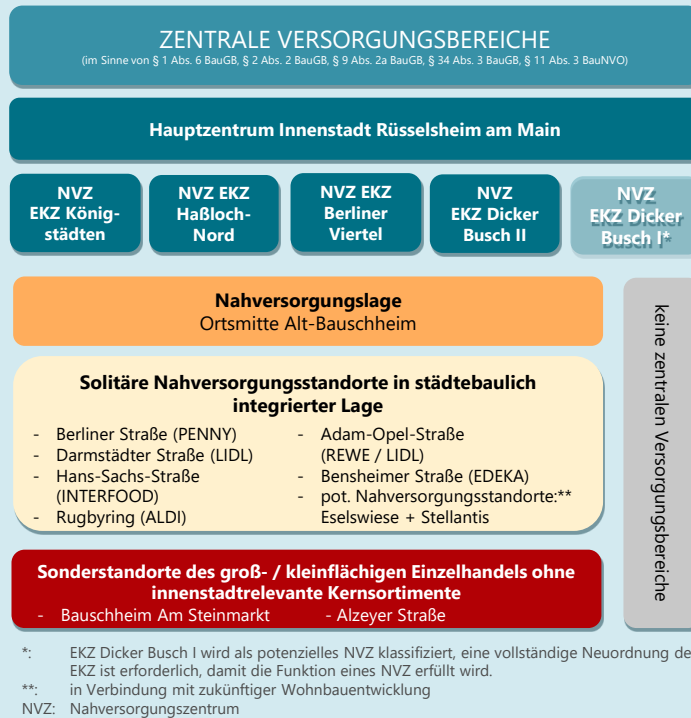 ZENTRALE VERSORGUNGSBEREICHE
(im Sinne von § 1 Abs. 6 BauGB, § 2 Abs. 2 BauGB, § 9 Abs. 2a BauGB, § 34 Abs. 3 BauGB, § 11 Abs. 3 BauNVO)
Hauptzentrum Innenstadt Rüsselsheim am Main
NVZ
EKZ König-
städten
NVZ EKZ
Haßloch-
Nord
NVZ EKZ
Berliner
Viertel
NVZ
EKZ Dicker
Busch II
NVZ
EKZ Dicker
Busch I*
Nahversorgungslage
Ortsmitte Alt-Bauschheim
keine zentralen Versorgungsbereiche
Solitäre Nahversorgungsstandorte in städtebaulich
integrierter Lage
- Berliner Straße (PENNY)
- Darmstädter Straße (LIDL)
- Hans-Sachs-Straße
(INTERFOOD)
- Rugbyring (ALDI)
- Adam-Opel-Straße
(REWE / LIDL)
- Bensheimer Straße (EDEKA)
- pot. Nahversorgungsstandorte:**
Eselswiese + Stellantis
Sonderstandorte des groß- / kleinflächigen Einzelhandels ohne
innenstadtrelevante Kernsortimente
- Bauschheim Am Steinmarkt - Alzeyer Straße
*: EKZ Dicker Busch I wird als potenzielles NVZ klassifiziert, eine vollständige Neuordnung de
EKZ ist erforderlich, damit die Funktion eines NVZ erfüllt wird.
**: in Verbindung mit zukünftiger Wohnbauentwicklung
NVZ: Nahversorgungszentrum